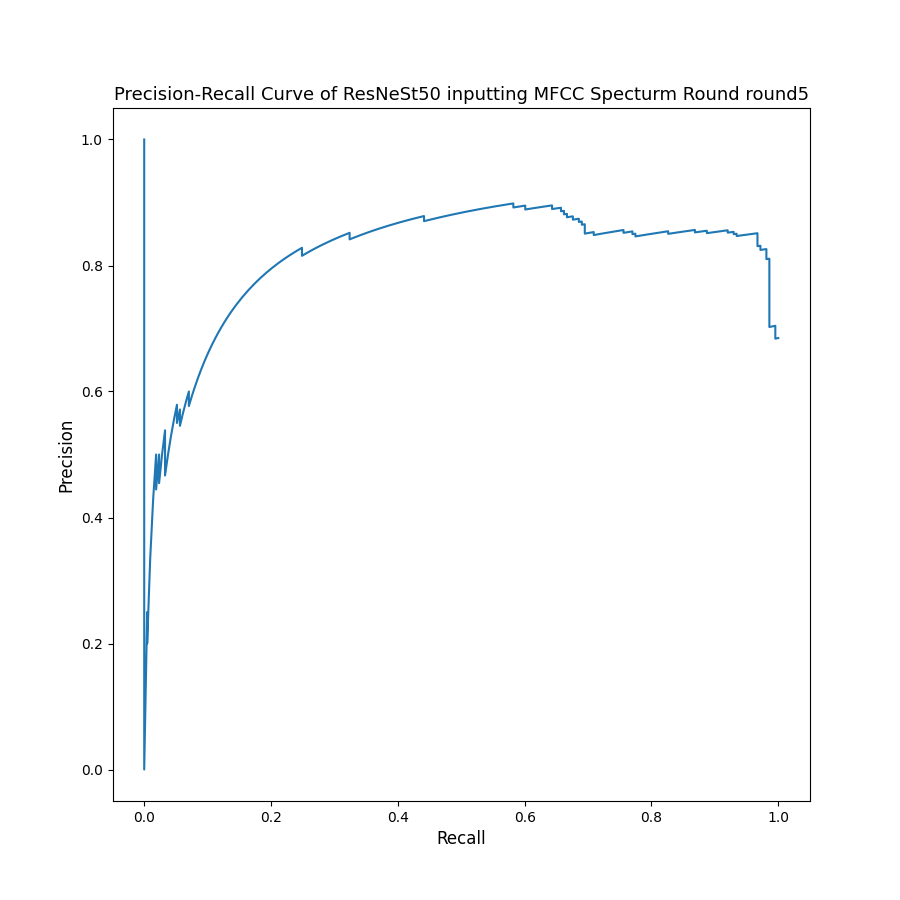 Precision-Recall Curve of ResNeSt50 inputting MFCC Specturm Round round5
1.0
0.8
0.6
0.4
0.2
0.0
Precision
0.0 0.2 0.4 0.6 0.8 1.0
Recall